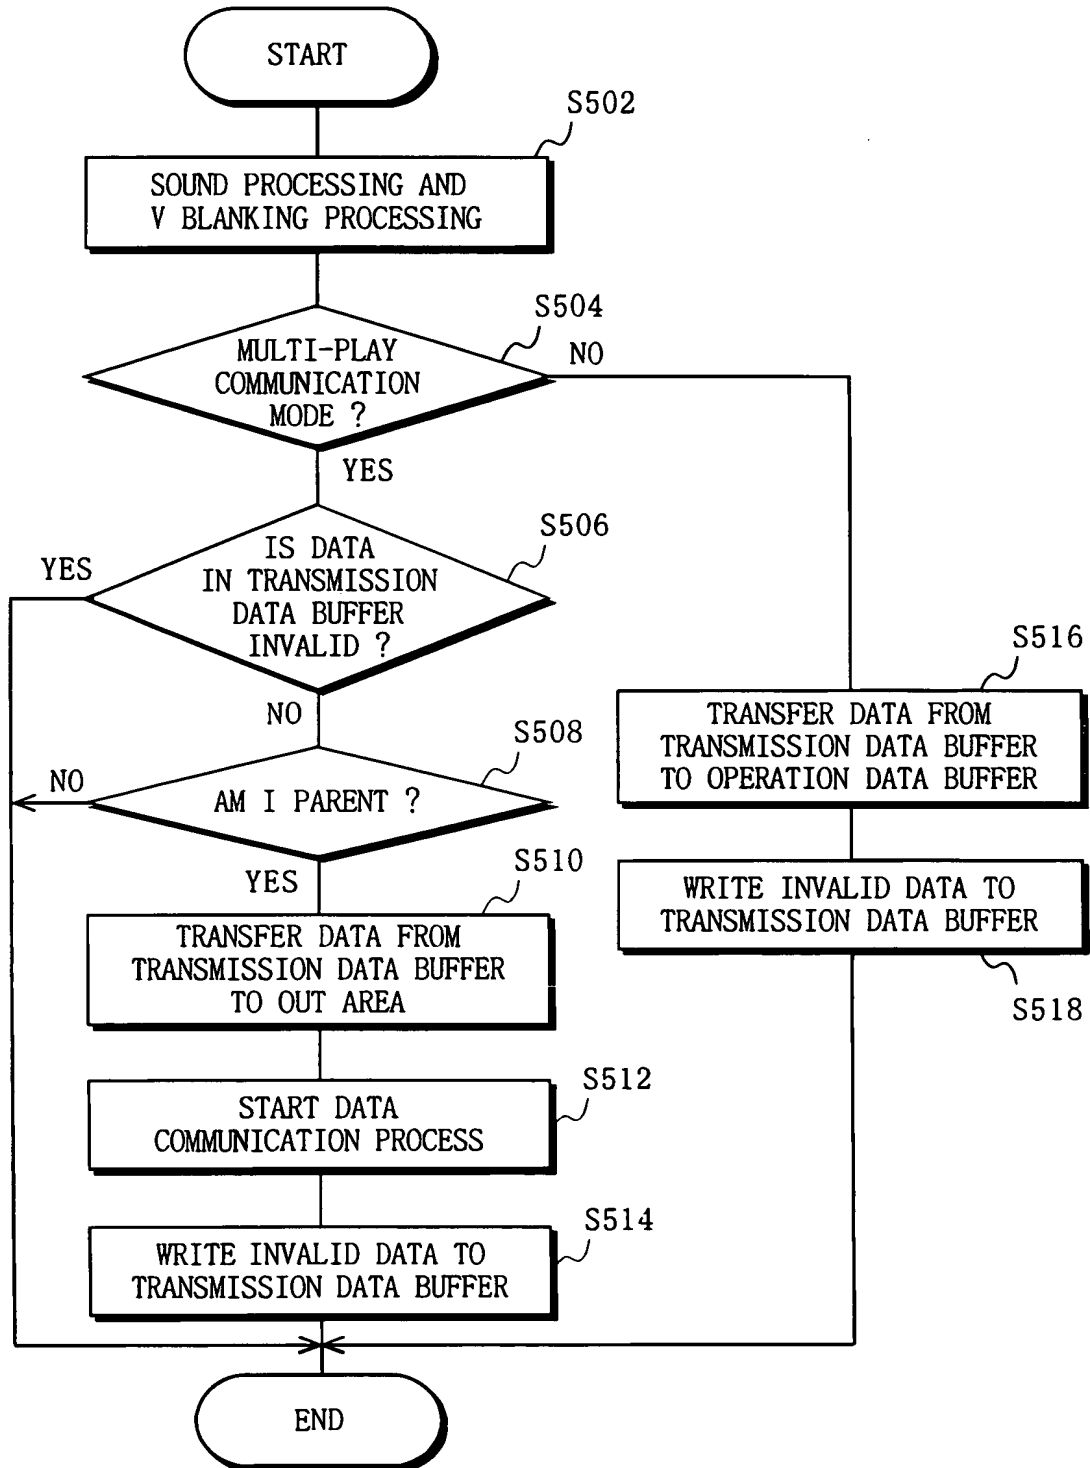 START
S502
SOUND PROCESSING AND
V BLANKING PROCESSING
S504
MULTI-PLAY
COMMUNICATION
MODE ?
NO
YES
S506
IS DATA
IN TRANSMISSION
DATA BUFFER
INVALID ?
YES
NO
S508
AM I PARENT ?
NO
YES
S510
TRANSFER DATA FROM
TRANSMISSION DATA BUFFER
TO OUT AREA
S512
START DATA
COMMUNICATION PROCESS
S514
WRITE INVALID DATA TO
TRANSMISSION DATA BUFFER
S516
TRANSFER DATA FROM
TRANSMISSION DATA BUFFER
TO OPERATION DATA BUFFER
WRITE INVALID DATA TO
TRANSMISSION DATA BUFFER
S518
END